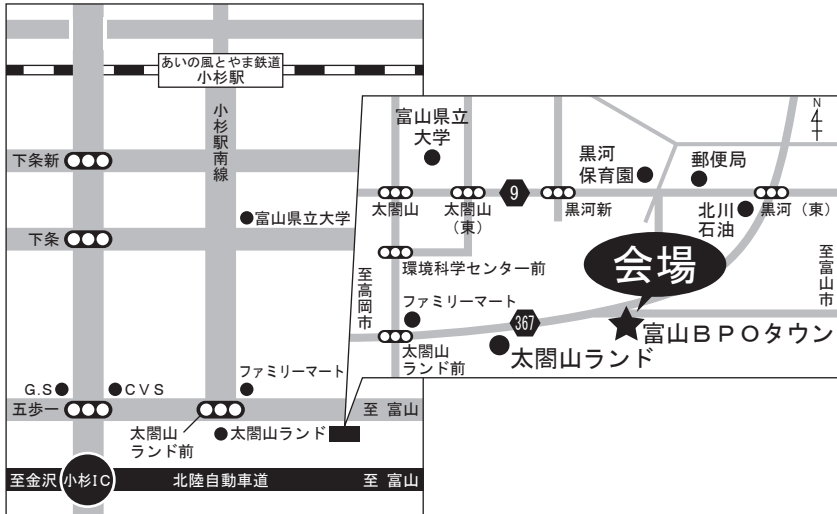 あいの風とやま鉄道
小杉駅
小杉駅南線
下条新
下条
富山県立大学
G.S
CVS
ファミリーマート
五歩一
至 富山
太閤山
ランド前
太閤山ランド
至金沢
小杉IC
北陸自動車道
至 富山
N
富山県立
大学
黒河
保育園
郵便局
9
太閤山
太閤山
(東)
黒河新
北川
石油
黒河(東)
環境科学センター前
会場
至高岡市
至富山市
ファミリーマート
367
太閤山
ランド前
太閤山ランド
富山BPOタウン